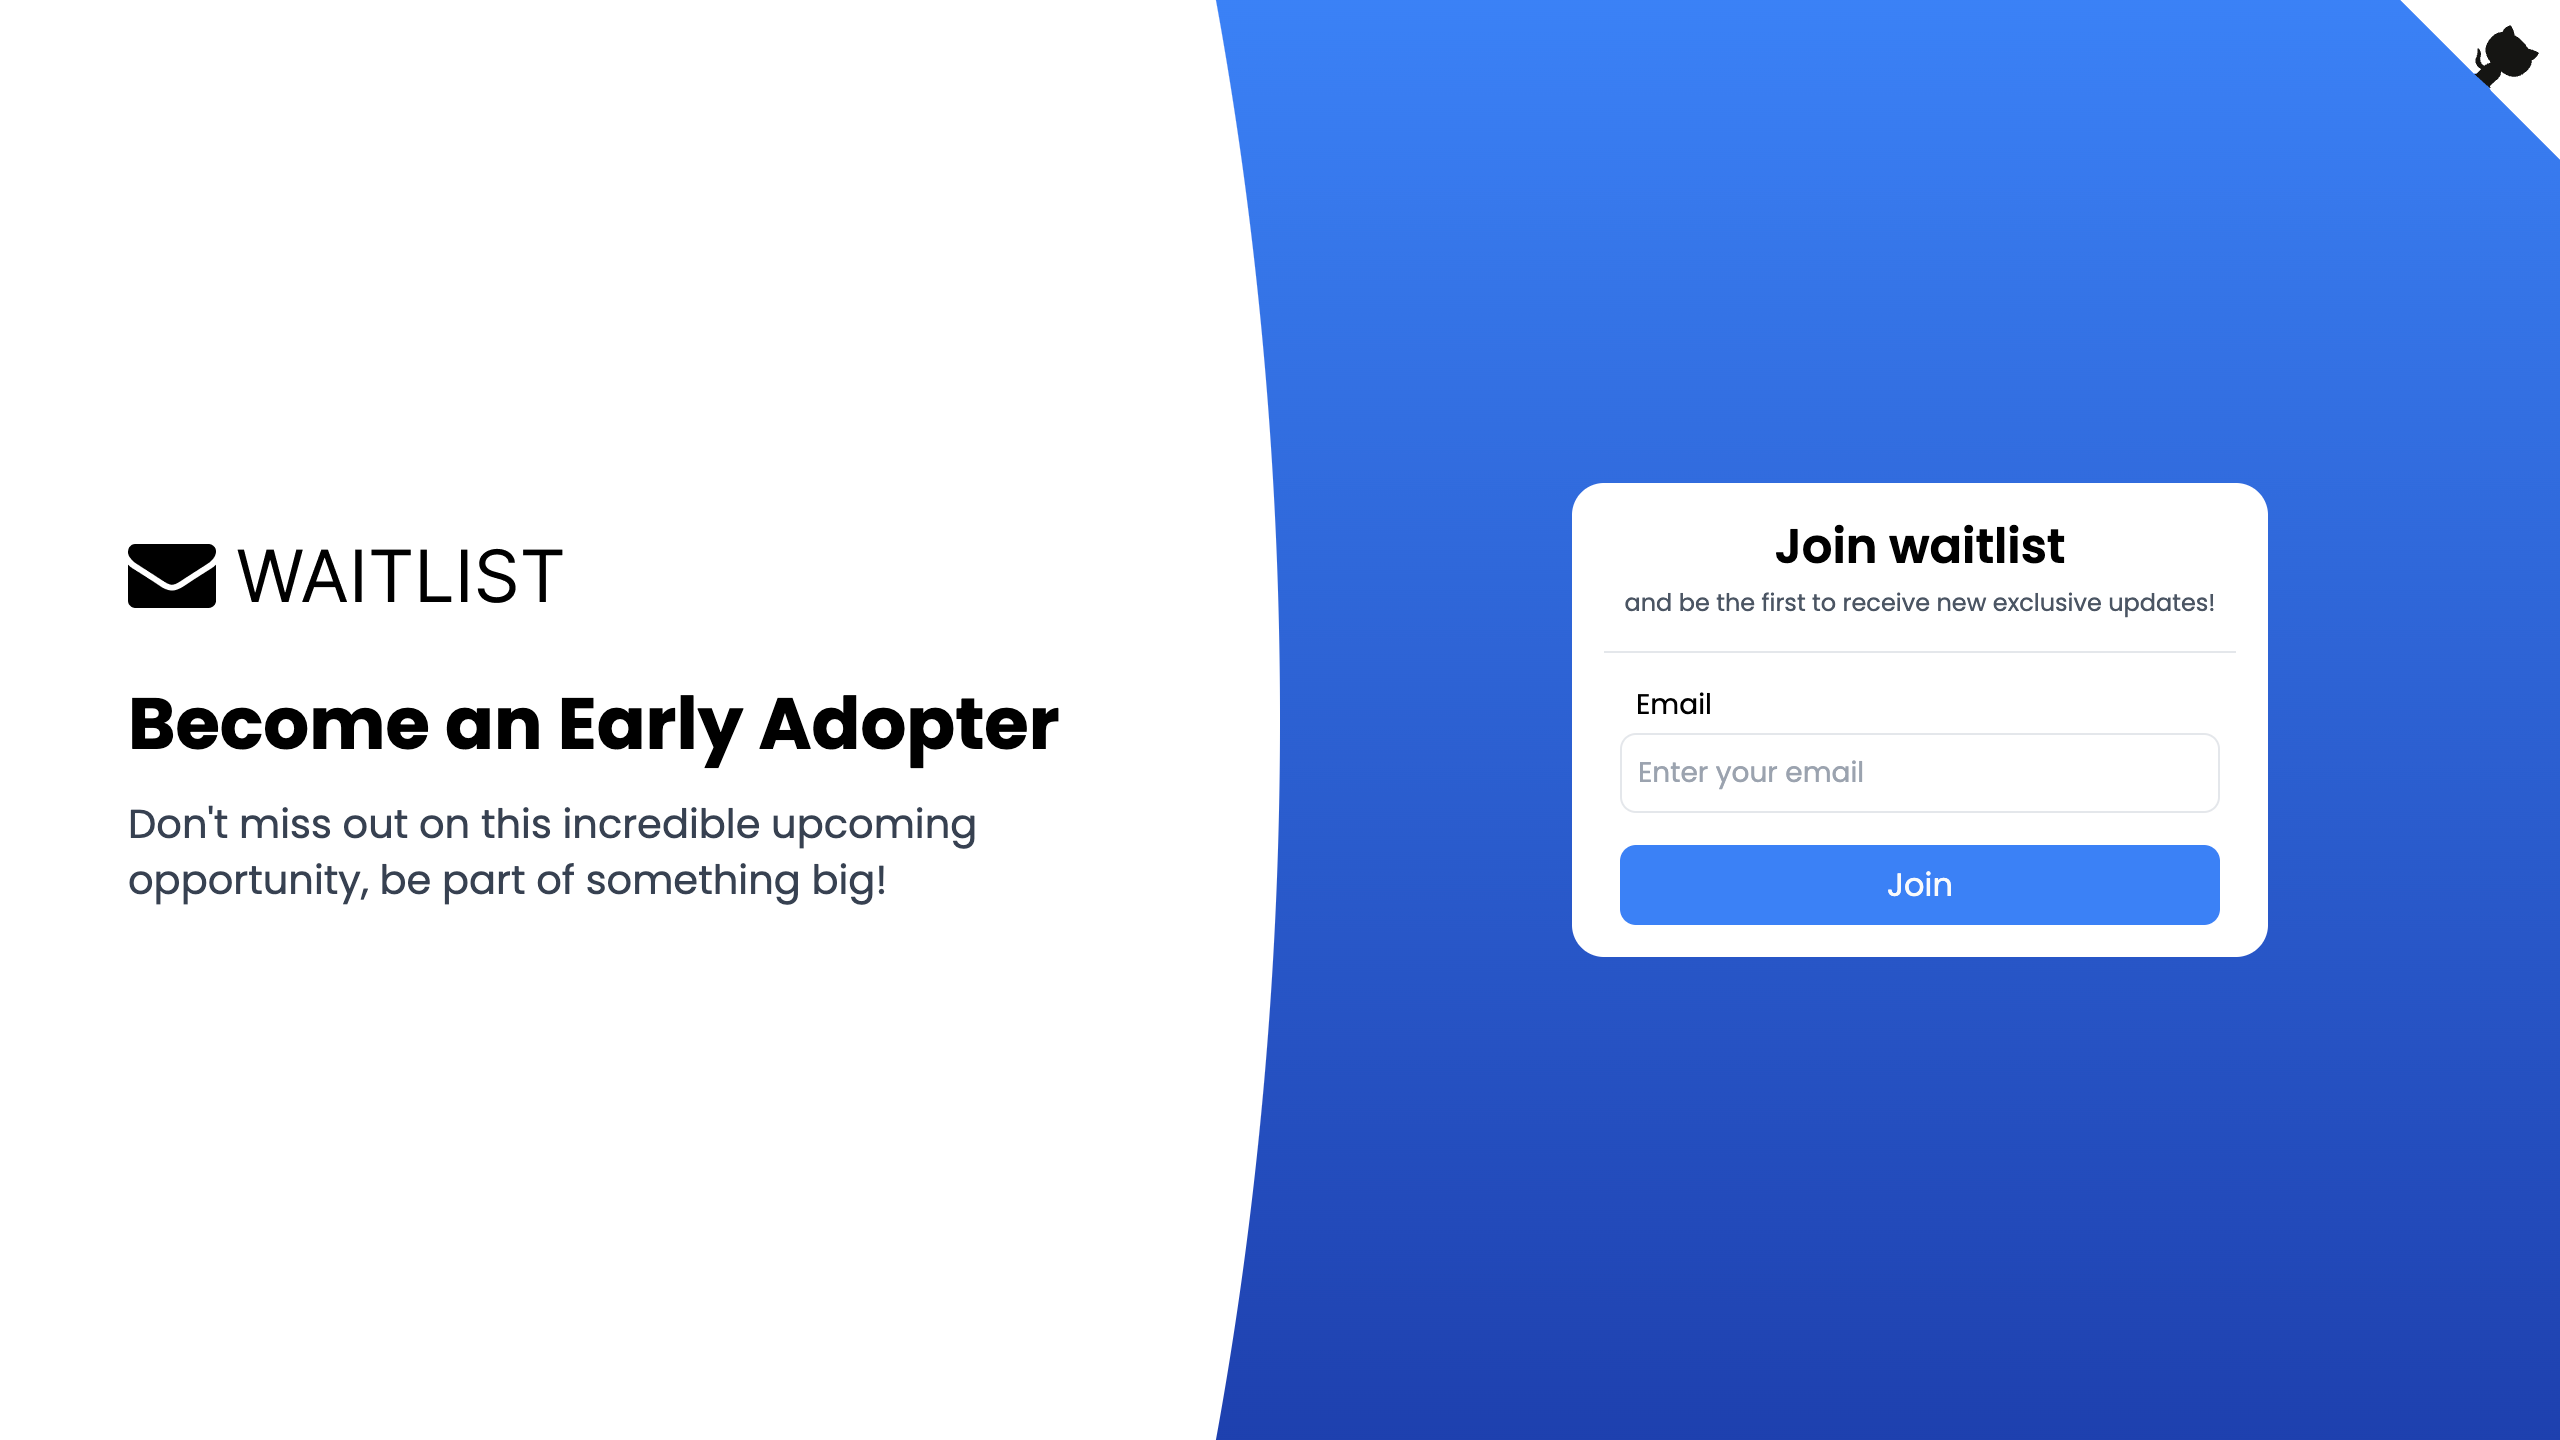 WAITLIST
Become an Early Adopter
Don't miss out on this incredible upcoming
opportunity, be part of something big!
Join waitlist
and be the first to receive new exclusive updates!
Email
Enter your email
Join